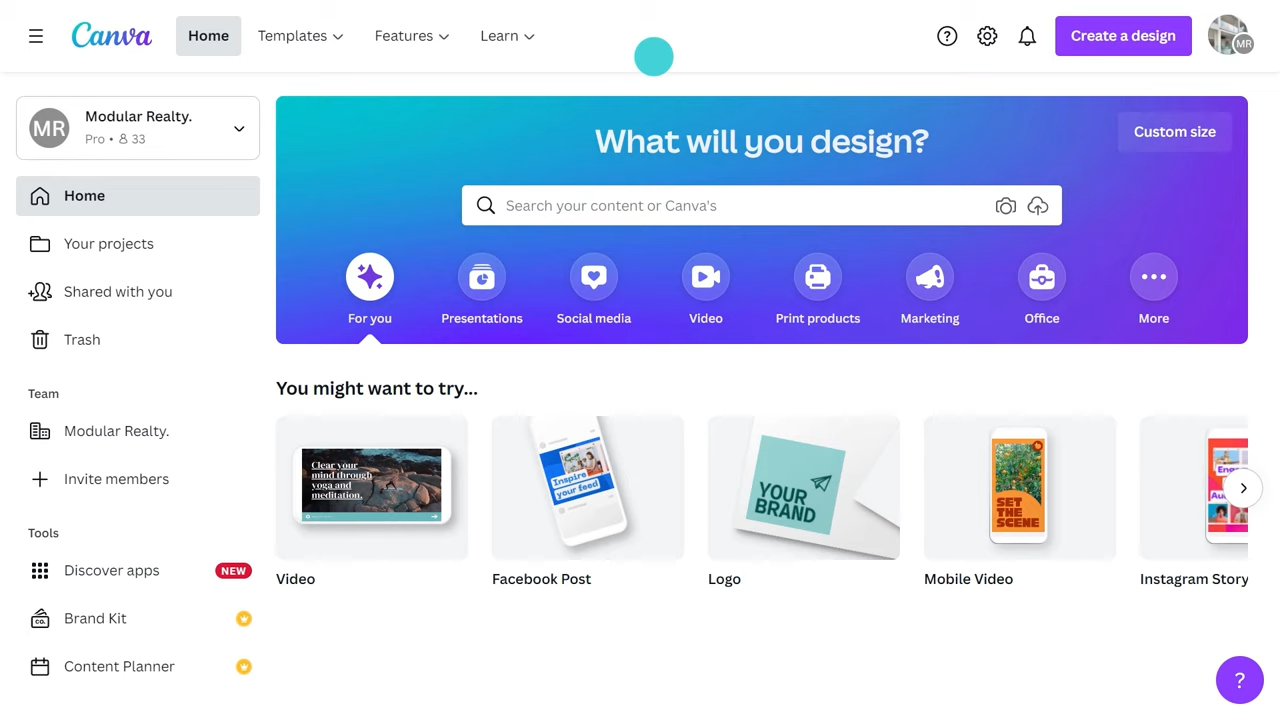 Canva
Home
Templates
Features
Learn
Create a design
MR
MR
Modular Realty.
Pro • 33
Home
Your projects
Shared with you
Trash
Team
Modular Realty.
Invite members
Tools
Discover apps
NEW
Brand Kit
CO.
Content Planner
What will you design?
Custom size
Search your content or Canva's
For you
Presentations
Social media
Video
Print products
Marketing
Office
More
You might want to try...
Clear your
mind through
yoga and
meditation.
Video
Inspire
your feed
Facebook Post
YOUR
BRAND
Logo
SET
THE
SCENE
Mobile Video
Instagram Story
?